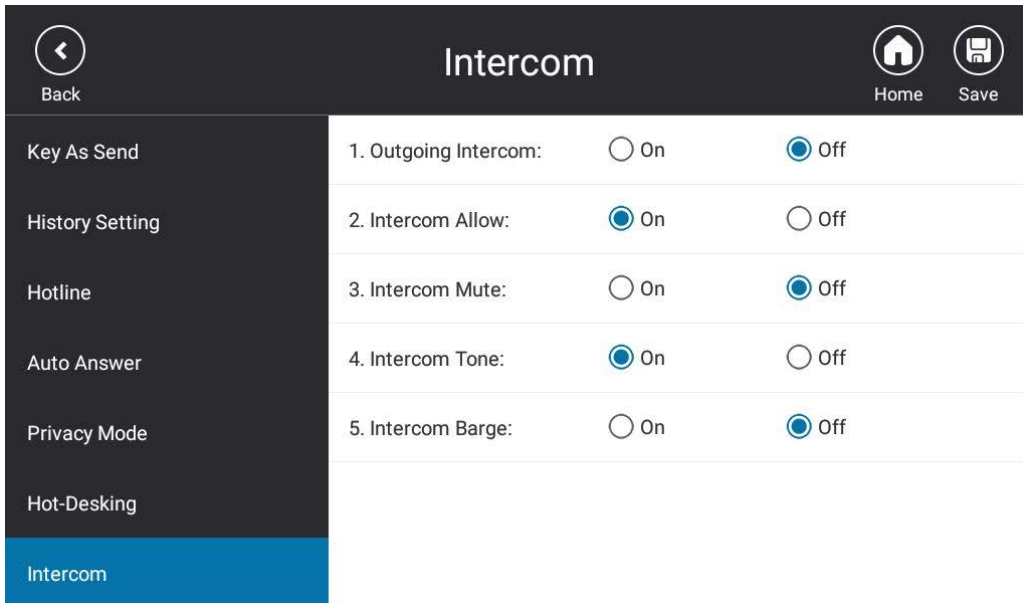 Intercom
Back
Home
Save
Key As Send
History Setting
Hotline
Auto Answer
Privacy Mode
Hot-Desking
Intercom
1. Outgoing Intercom: On Off
2. Intercom Allow: On Off
3. Intercom Mute: On Off
4. Intercom Tone: On Off
5. Intercom Barge: On Off